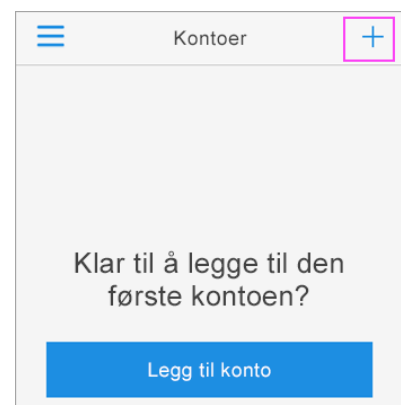 Kontoer
Klar til å legge til den
første kontoen?
Legg til konto